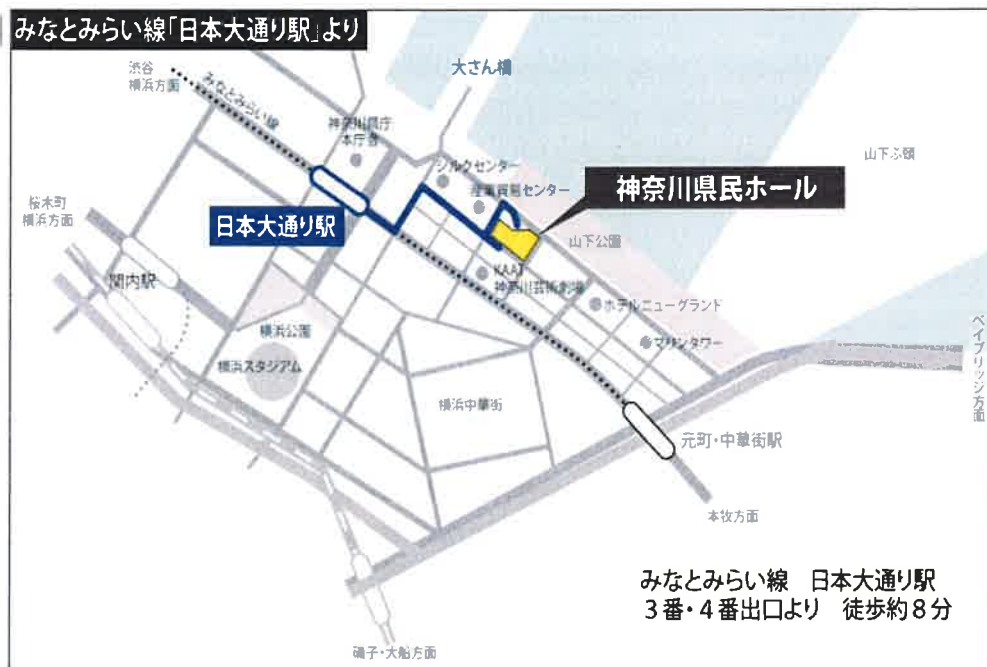 みなとみらい線「日本大通り駅」より
渋谷
横浜方面
みなとみらい線
大さん橋
神奈川県庁
本庁舎
シルクセンター
産業貿易センター
神奈川県民ホール
山下ふ頭
桜木町
横浜方面
日本大通り駅
山下公園
関内駅
KAAT
神奈川芸術劇場
ホテルニューグランド
横浜公園
マリンタワー
横浜スタジアム
ベイブリッジ方面
横浜中華街
元町・中華街駅
本牧方面
みなとみらい線 日本大通り駅
3番・4番出口より 徒歩約8分
磯子・大船方面